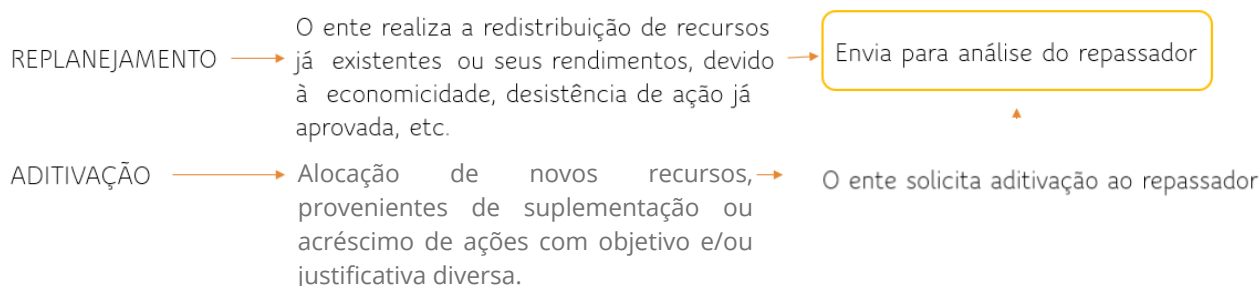 REPLANEJAMENTO
O ente realiza a redistribuição de recursos
já existentes ou seus rendimentos, devido
à economicidade, desistência de ação já
aprovada, etc.
Envia para análise do repassador
ADITIVAÇÃO
Alocação de novos recursos,
provenientes de suplementação ou
acréscimo de ações com objetivo e/ou
justificativa diversa.
O ente solicita aditivação ao repassador